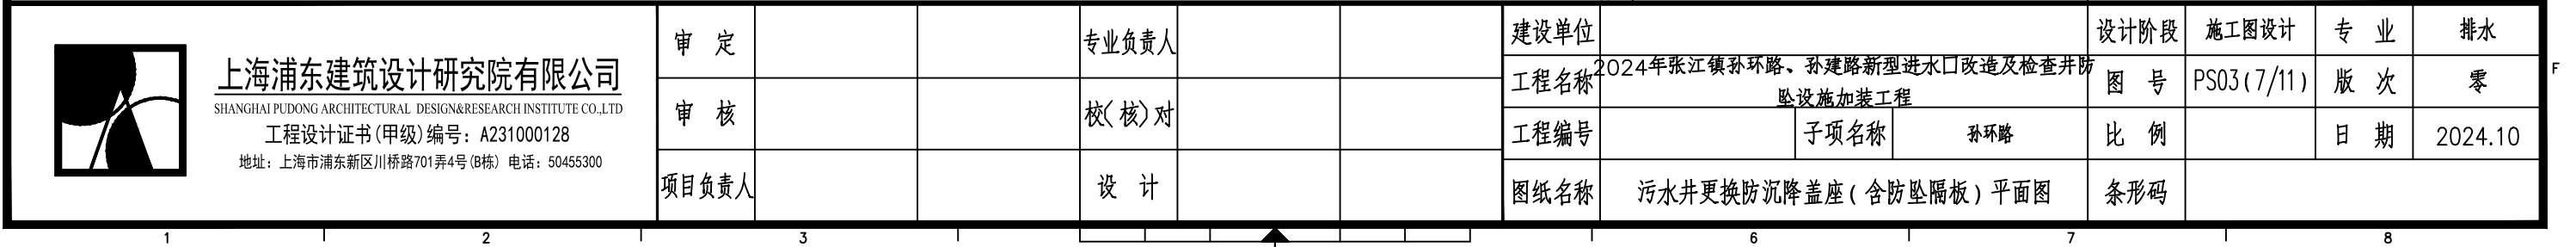 上海浦东建筑设计研究院有限公司
SHANGHAI PUDONG ARCHITECTURAL DESIGN&RESEARCH INSTITUTE CO.,LTD
工程设计证书(甲级)编号: A231000128
地址: 上海市浦东新区川桥路701弄4号(B栋) 电话: 50455300
审 定
专业负责人
审 核
校(核)对
项目负责人
设 计
建设单位
设计阶段 施工图设计 专 业 排水
工程名称 2024年张江镇孙环路、孙建路新型进水口改造及检查井防
坠设施加装工程
图 号 PS03(7/11) 版 次 零
工程编号 子项名称 孙环路 比 例 日 期 2024.10
图纸名称 污水井更换防沉降盖座(含防坠隔板)平面图 条形码
F
1 2 3 6 7 8